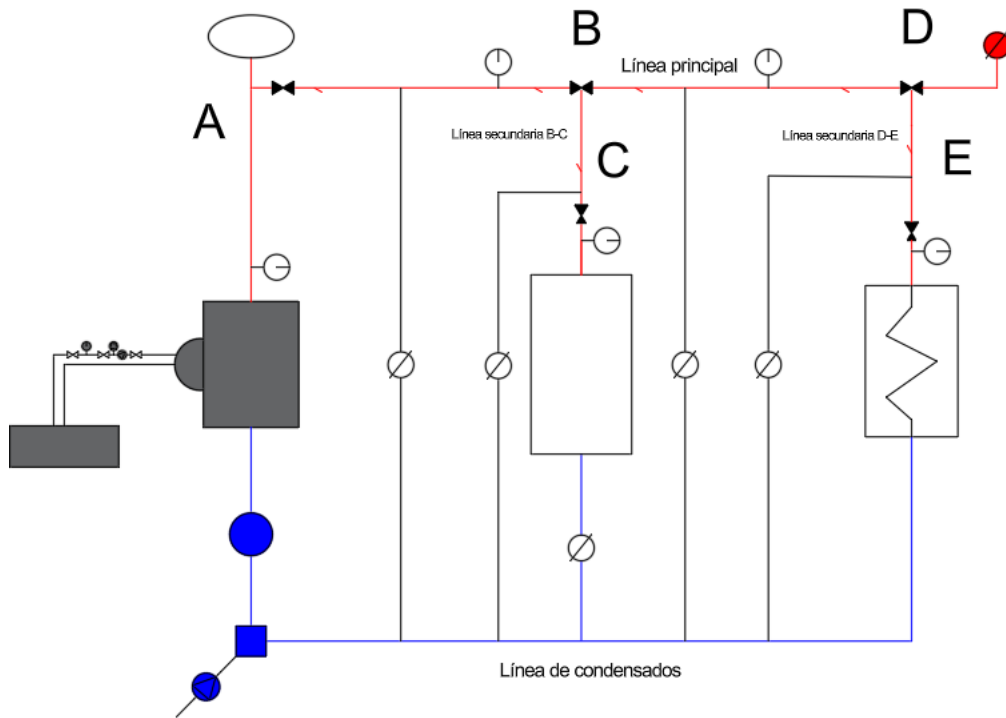 B
D
Línea principal
A
Línea secundaria B-C
Línea secundaria D-E
C
E
Línea de condensados